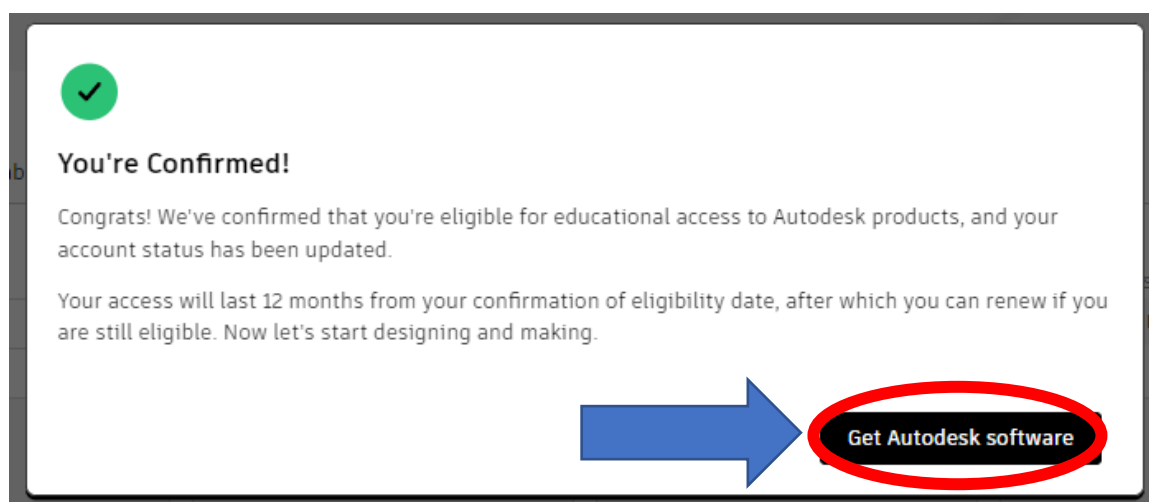 ab
You're Confirmed!
Congrats! We've confirmed that you're eligible for educational access to Autodesk products, and your
account status has been updated.
Your access will last 12 months from your confirmation of eligibility date, after which you can renew if you
are still eligible. Now let's start designing and making.
Get Autodesk software